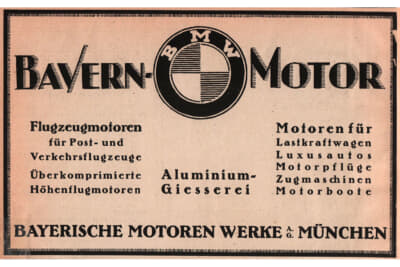 BMW
BAYERN-MOTOR
Flugzeugmotoren
für Post- und
Verkehrsflugzeuge
Überkomprimierte
Höhenflugmotoren
Aluminium-
Giesserei
Motoren für
Lastkraftwagen
Luxusautos
Motorpflüge
Zugmaschinen
Motorboote
BAYERISCHE MOTOREN WERKE A.G. MÜNCHEN